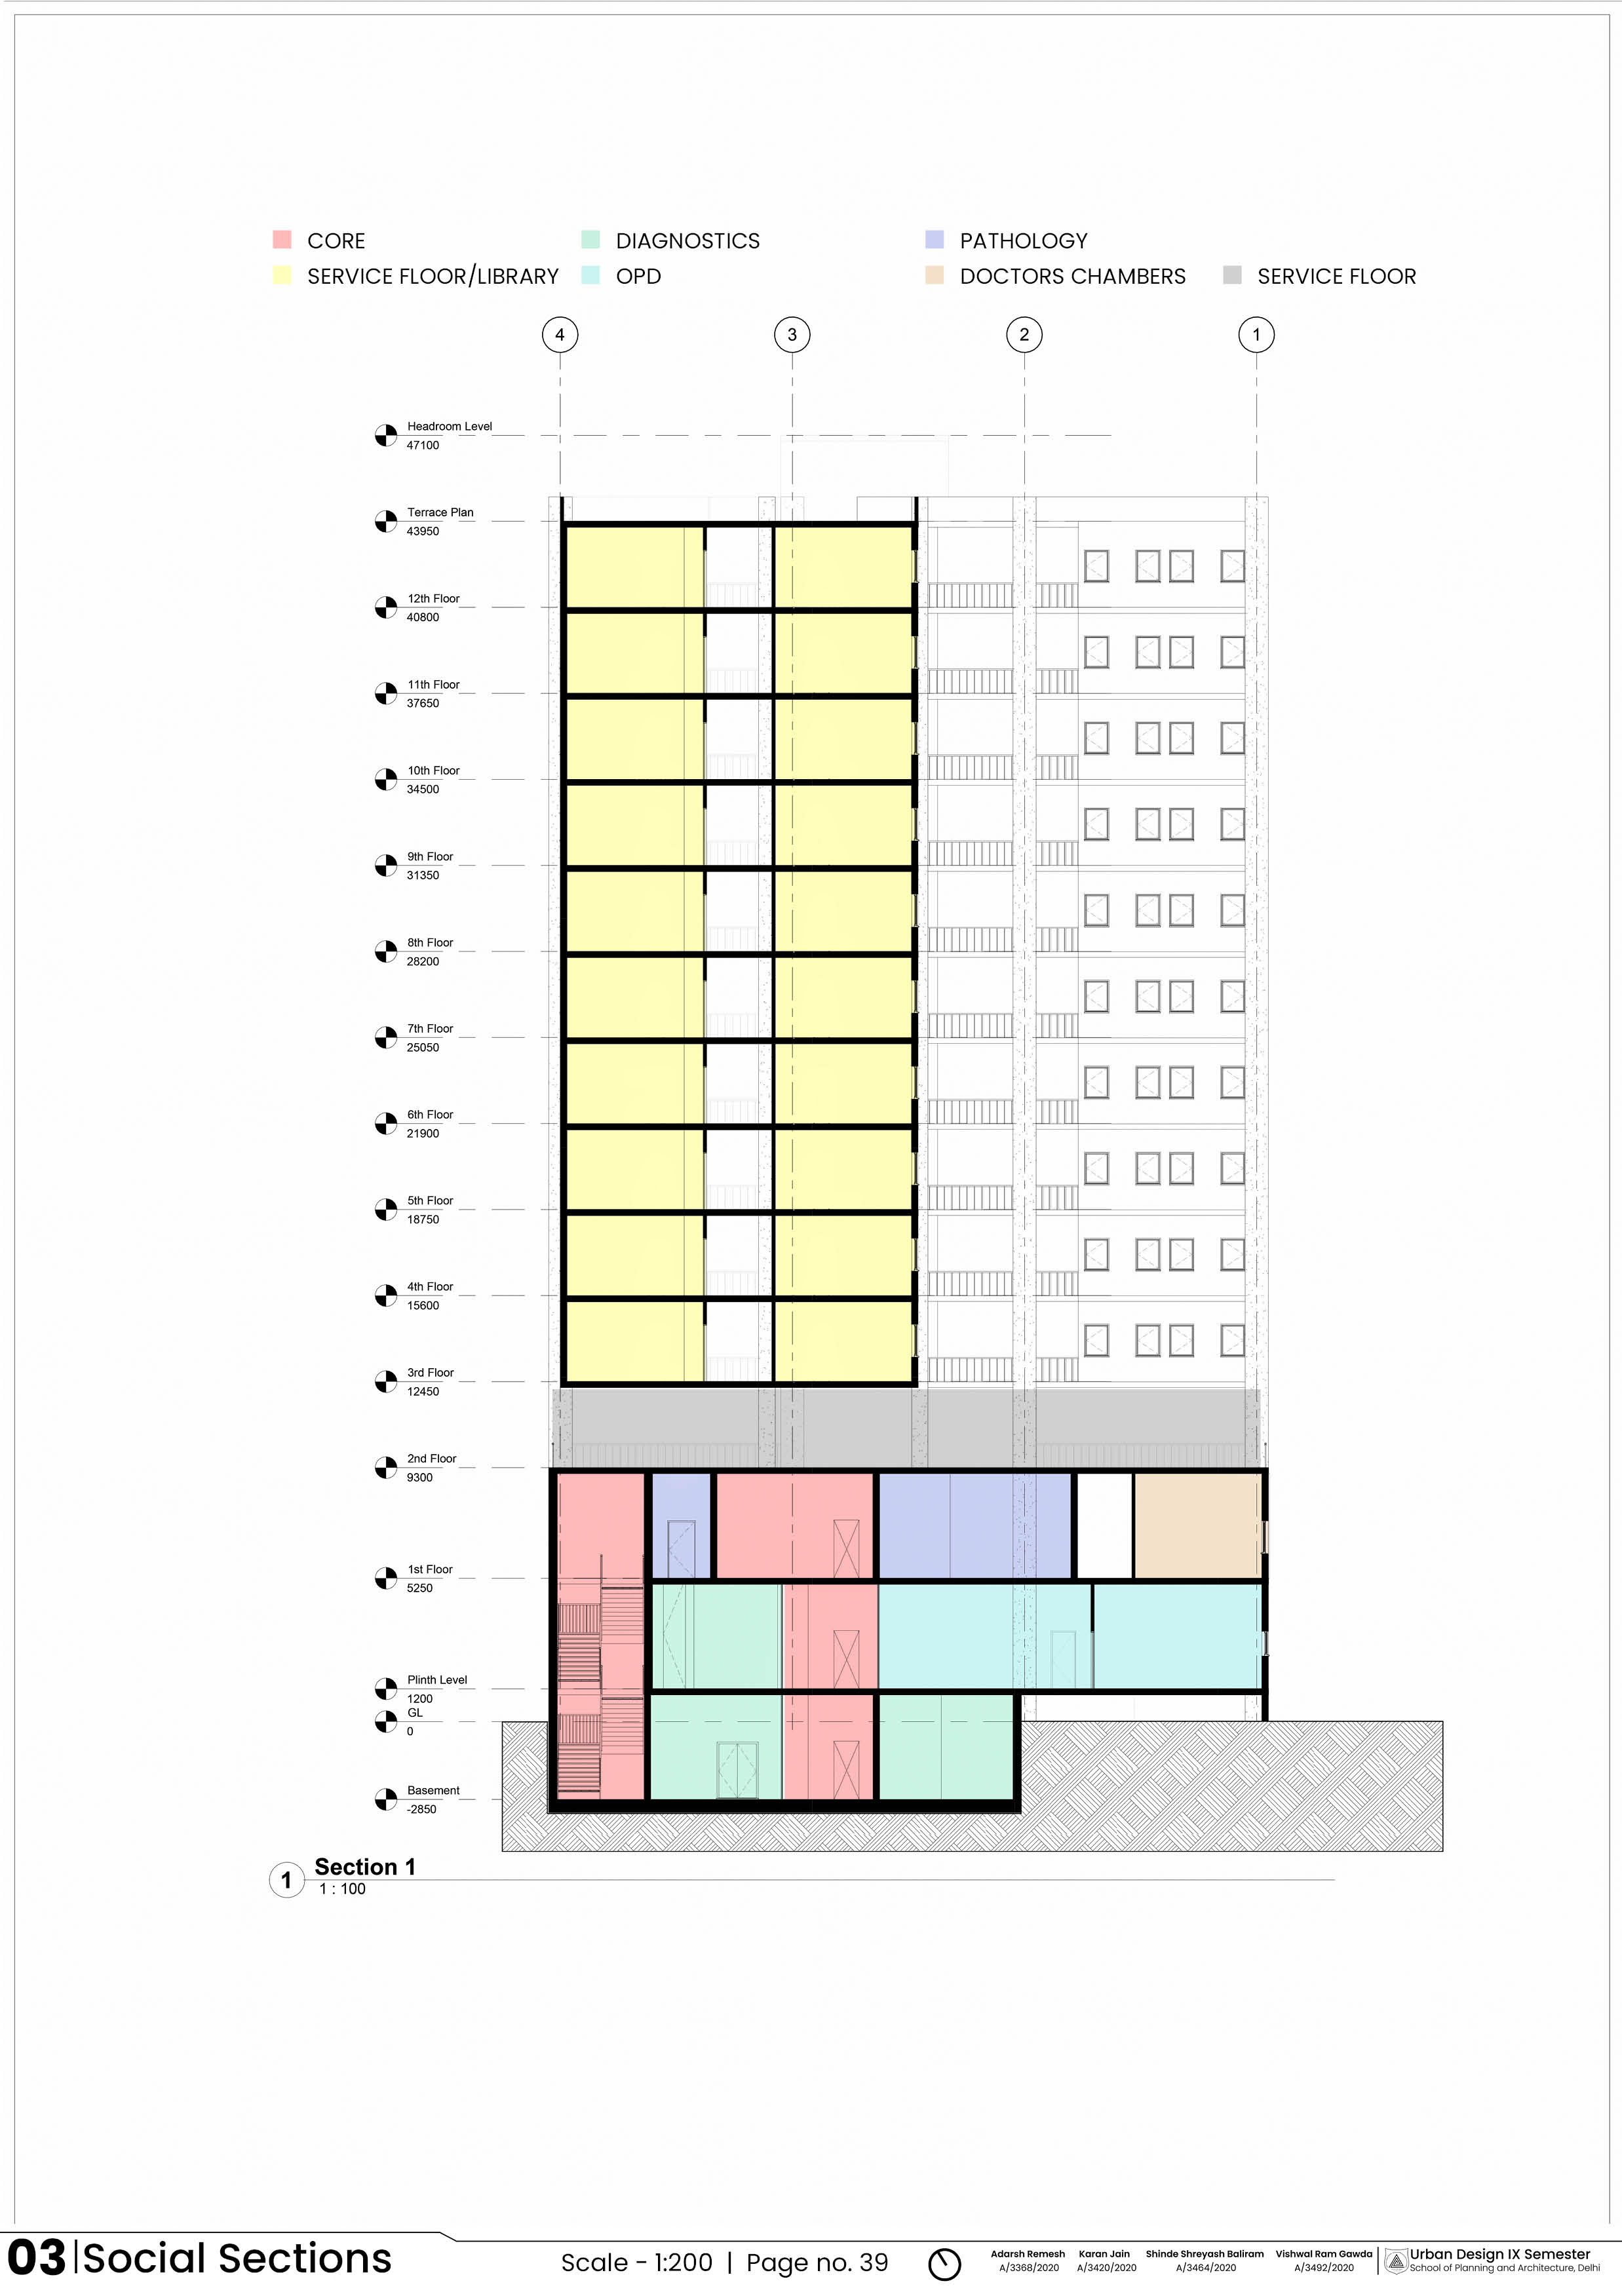 CORE DIAGNOSTICS PATHOLOGY
SERVICE FLOOR/LIBRARY OPD DOCTORS CHAMBERS SERVICE FLOOR
4 3 2 1
Headroom Level
47100
Terrace Plan
43950
12th Floor
40800
11th Floor
37650
10th Floor
34500
9th Floor
31350
8th Floor
28200
7th Floor
25050
6th Floor
21900
5th Floor
18750
4th Floor
15600
3rd Floor
12450
2nd Floor
9300
1st Floor
5250
Plinth Level
1200
GL
0
Basement
-2850
1 Section 1
1 : 100
03|Social Sections
Scale - 1:200 | Page no. 39
Adarsh Remesh Karan Jain Shinde Shreyash Baliram Vishwal Ram Gawda
A/3368/2020 A/3420/2020 A/3464/2020 A/3492/2020
Urban Design IX Semester
School of Planning and Architecture, Delhi